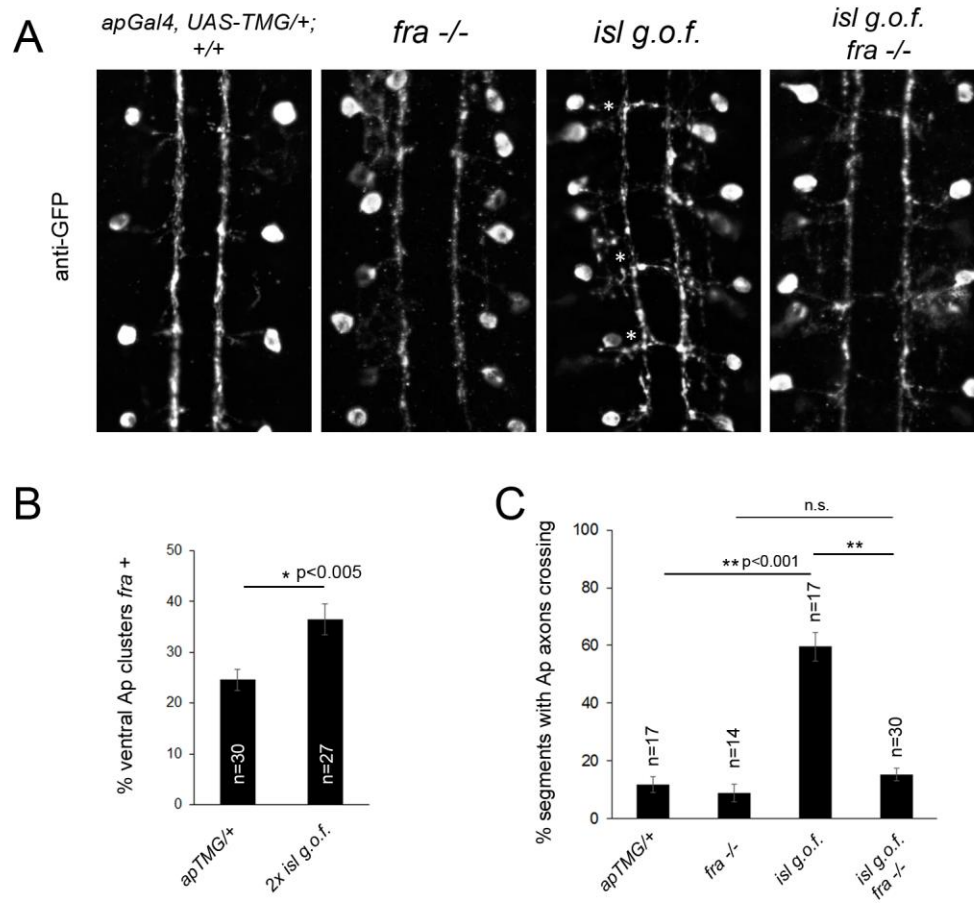 A
apGal4, UAS-TMG/+;
+/+
fra -/-
isl g.o.f.
isl g.o.f.
fra -/-
anti-GFP
*
*
*
B
% ventral Ap clusters fra +
50
40
30
20
10
0
* p<0.005
n=30
n=27
apTMG/+
2x isl g.o.f.
C
% segments with Ap axons crossing
100
80
60
40
20
0
n.s.
** p<0.001
**
n=17
n=14
n=17
n=30
apTMG/+
fra -/-
isl g.o.f.
isl g.o.f.
fra -/-